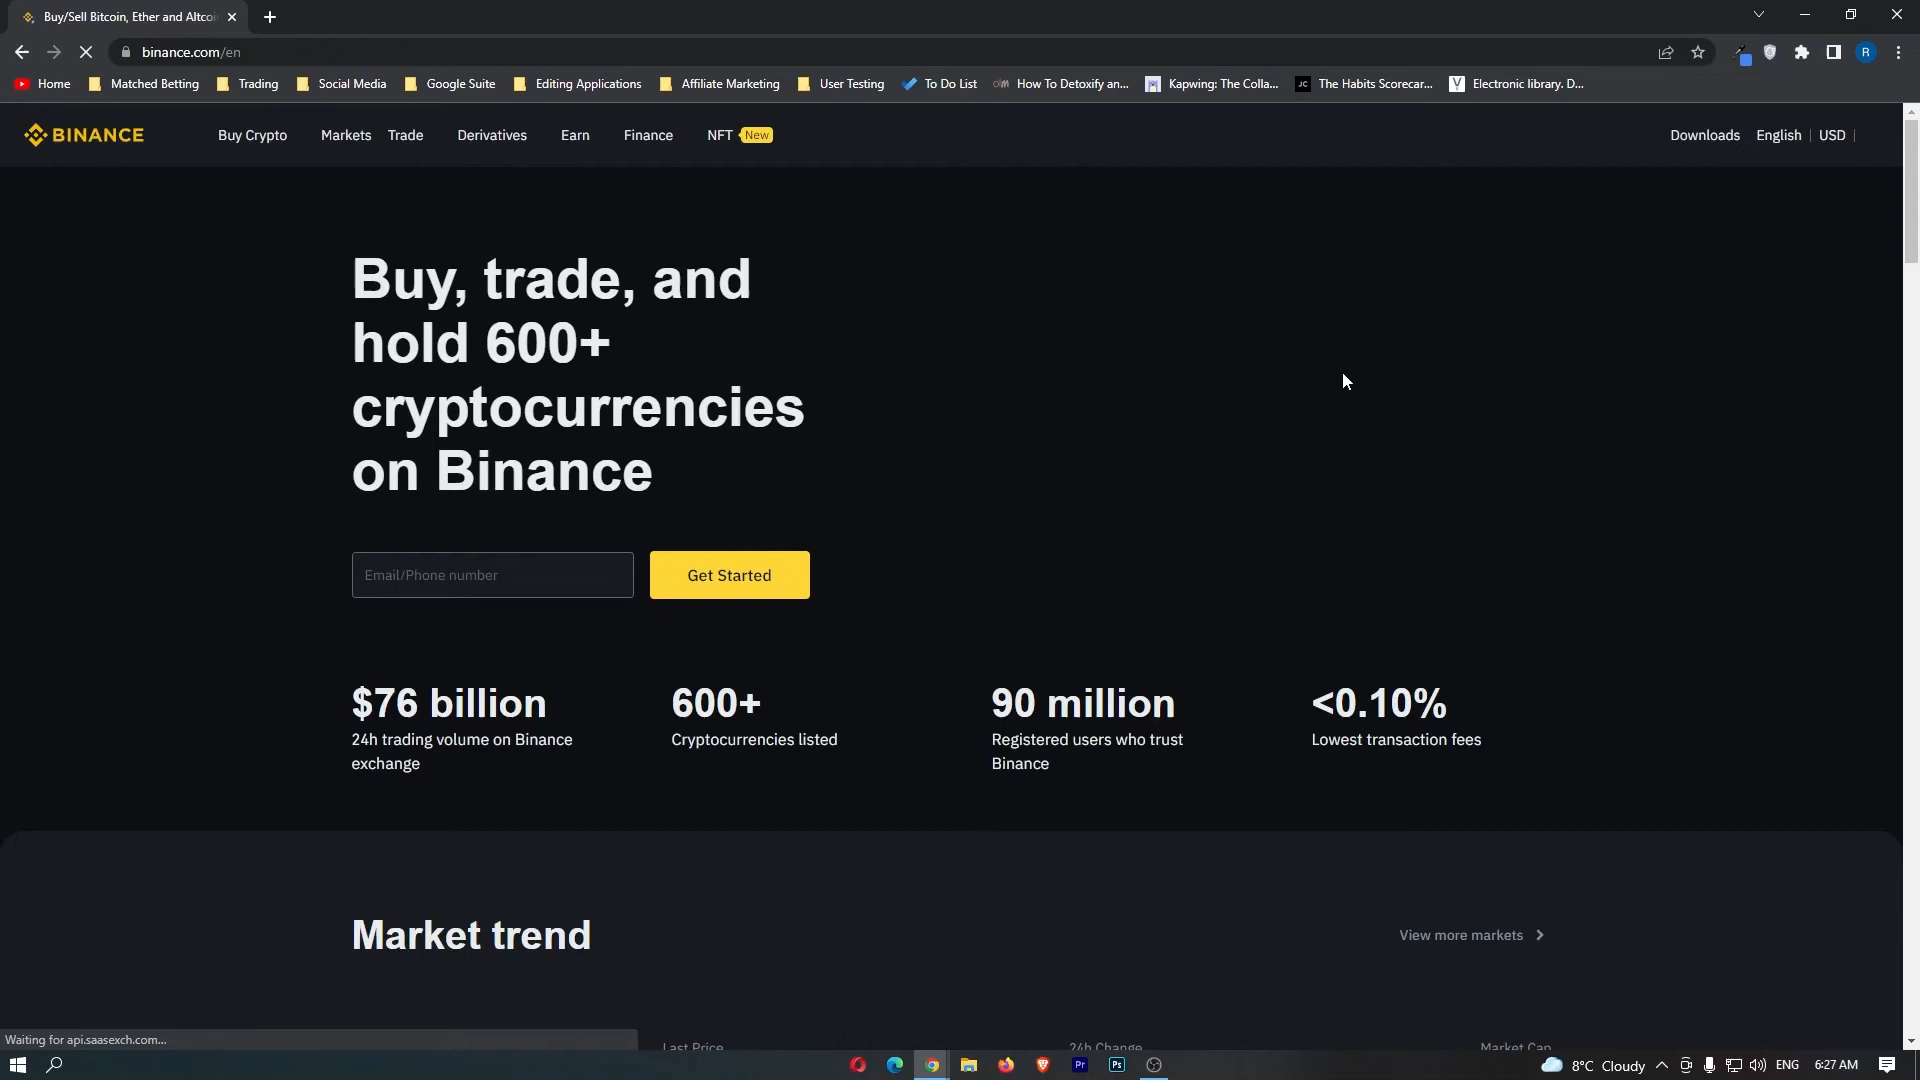 Buy/Sell Bitcoin, Ether and Altcoi
binance.com/en
R
Home Matched Betting Trading Social Media Google Suite Editing Applications Affiliate Marketing User Testing To Do List How To Detoxify an... Kapwing: The Colla... JC The Habits Scorecar... V Electronic library. D...
BINANCE Buy Crypto Markets Trade Derivatives Earn Finance NFT New Downloads English | USD |
Buy, trade, and
hold 600+
cryptocurrencies
on Binance
Email/Phone number Get Started
$76 billion 600+ 90 million <0.10%
24h trading volume on Binance Cryptocurrencies listed Registered users who trust Lowest transaction fees
exchange Binance
Market trend View more markets
Waiting for api.saasexch.com...
Last Price 24h Change Market Cap
Pr Ps 8°C Cloudy ENG 6:27 AM